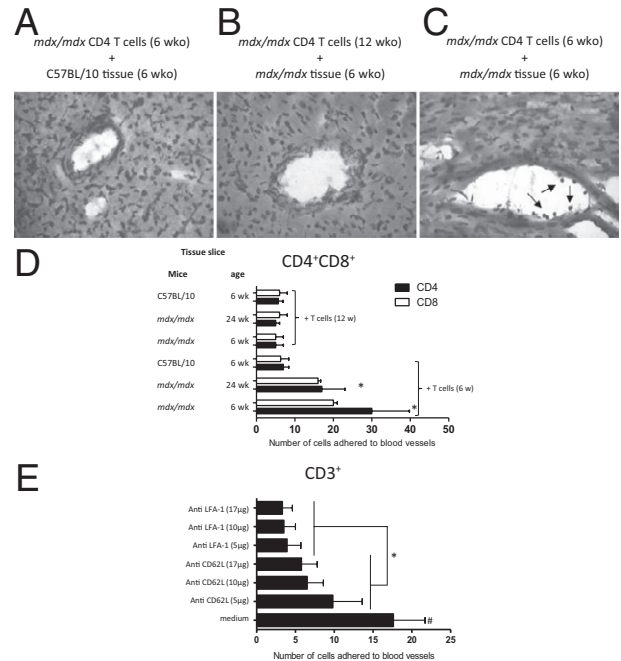 A
mdx/mdx CD4 T cells (6 wko)
+
C57BL/10 tissue (6 wko)
B
mdx/mdx CD4 T cells (12 wko)
+
mdx/mdx tissue (6 wko)
C
mdx/mdx CD4 T cells (6 wko)
+
mdx/mdx tissue (6 wko)
D
Tissue slice
CD4⁺CD8⁺
Mice age
CD4
CD8
C57BL/10 6 wk
mdx/mdx 24 wk
+ T cells (12 w)
mdx/mdx 6 wk
C57BL/10 6 wk
mdx/mdx 24 wk *
+ T cells (6 w)
mdx/mdx 6 wk *
0 10 20 30 40 50
Number of cells adhered to blood vessels
E
CD3⁺
Anti LFA-1 (17µg)
Anti LFA-1 (10µg)
Anti LFA-1 (5µg)
*
Anti CD62L (17µg)
Anti CD62L (10µg)
Anti CD62L (5µg)
medium #
0 5 10 15 20 25
Number of cells adhered to blood vessels